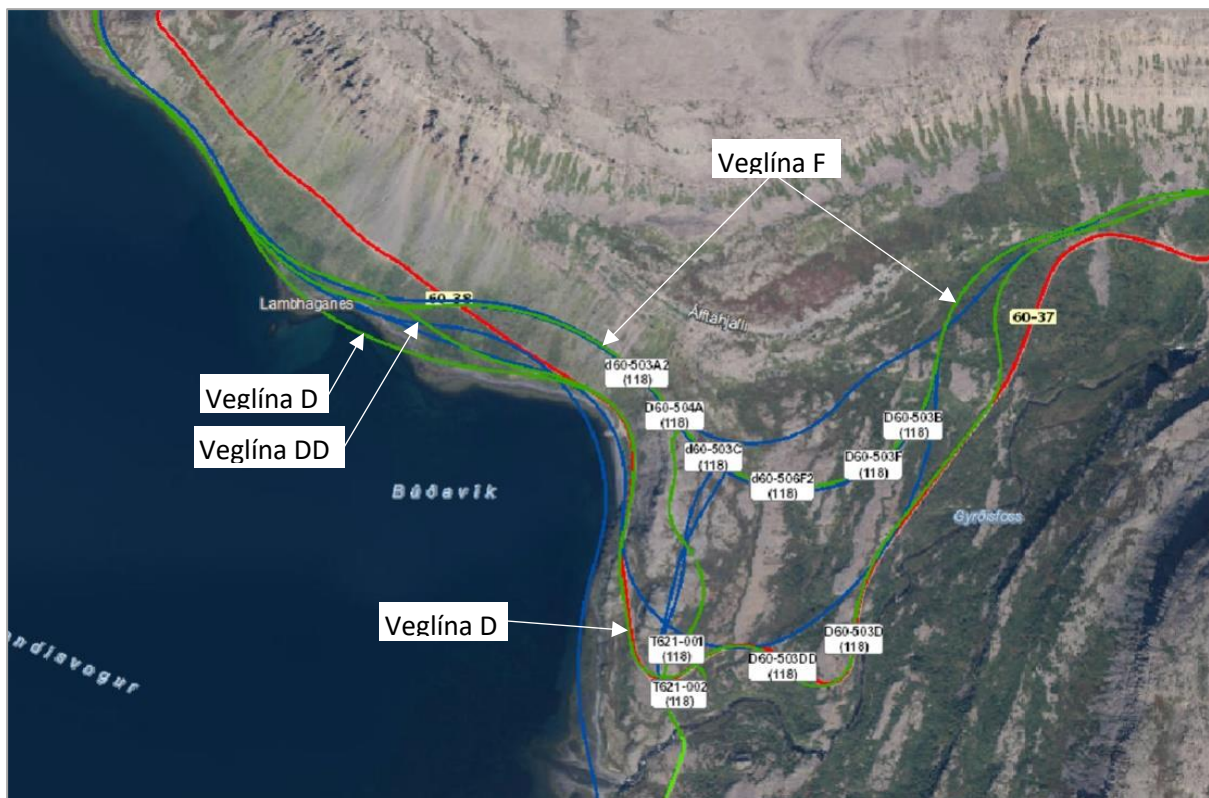 Veglína F
60-38
Lambhaganes
Áftahjalli
60-37
d60-503A2
(118)
Veglína D
D60-504A
(118)
D60-503B
(118)
Veglína DD
d60-503C
(118)
D60-503F
(118)
d60-506F2
(118)
Búðavík
Gyrðisfoss
Veglína D
T621-001
(118)
D60-503D
(118)
D60-503DD
(118)
T621-002
(118)